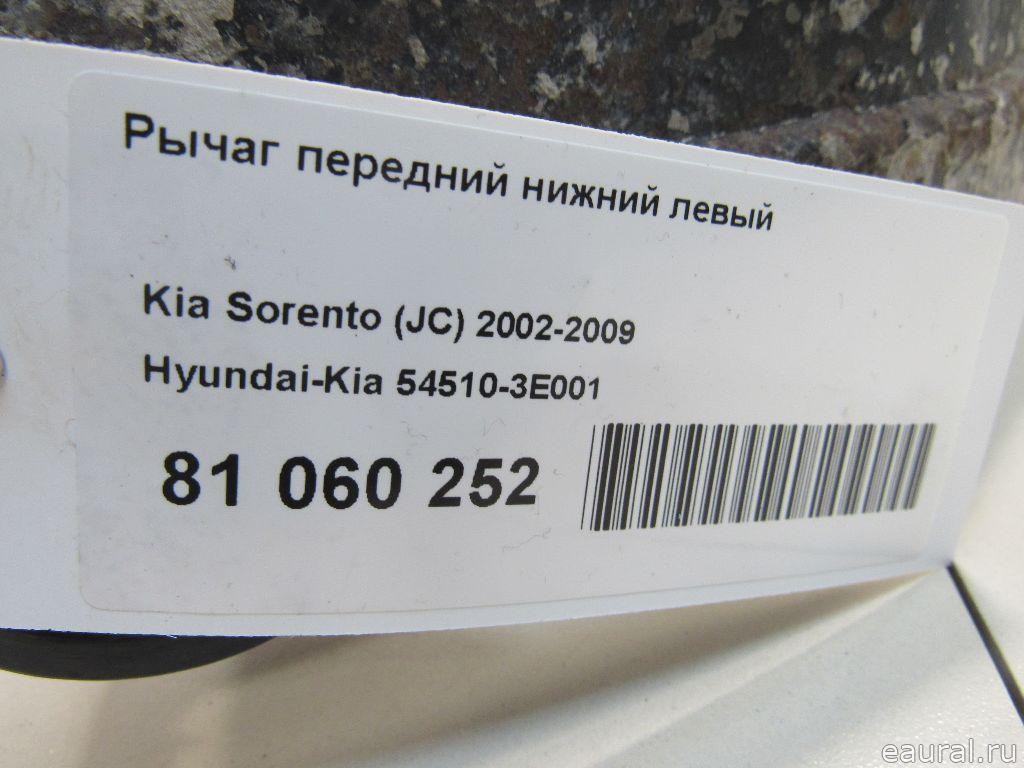 Рычаг передний нижний левый
Kia Sorento (JC) 2002-2009
Hyundai-Kia 54510-3E001
81 060 252
eaural.ru